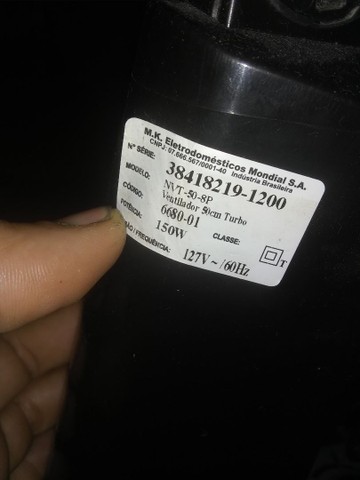 M.K. Eletrodomésticos Mondial S.A.
CNPJ: 07.666.567/0001-40 Indústria Brasileira
Nº SÉRIE: 38418219-1200
MODELO: NVT-50-8P
Ventilador 50cm Turbo
CÓDIGO: 6680-01
POTÊNCIA: 150W CLASSE: T
ÃO / FREQUÊNCIA: 127V~/60Hz